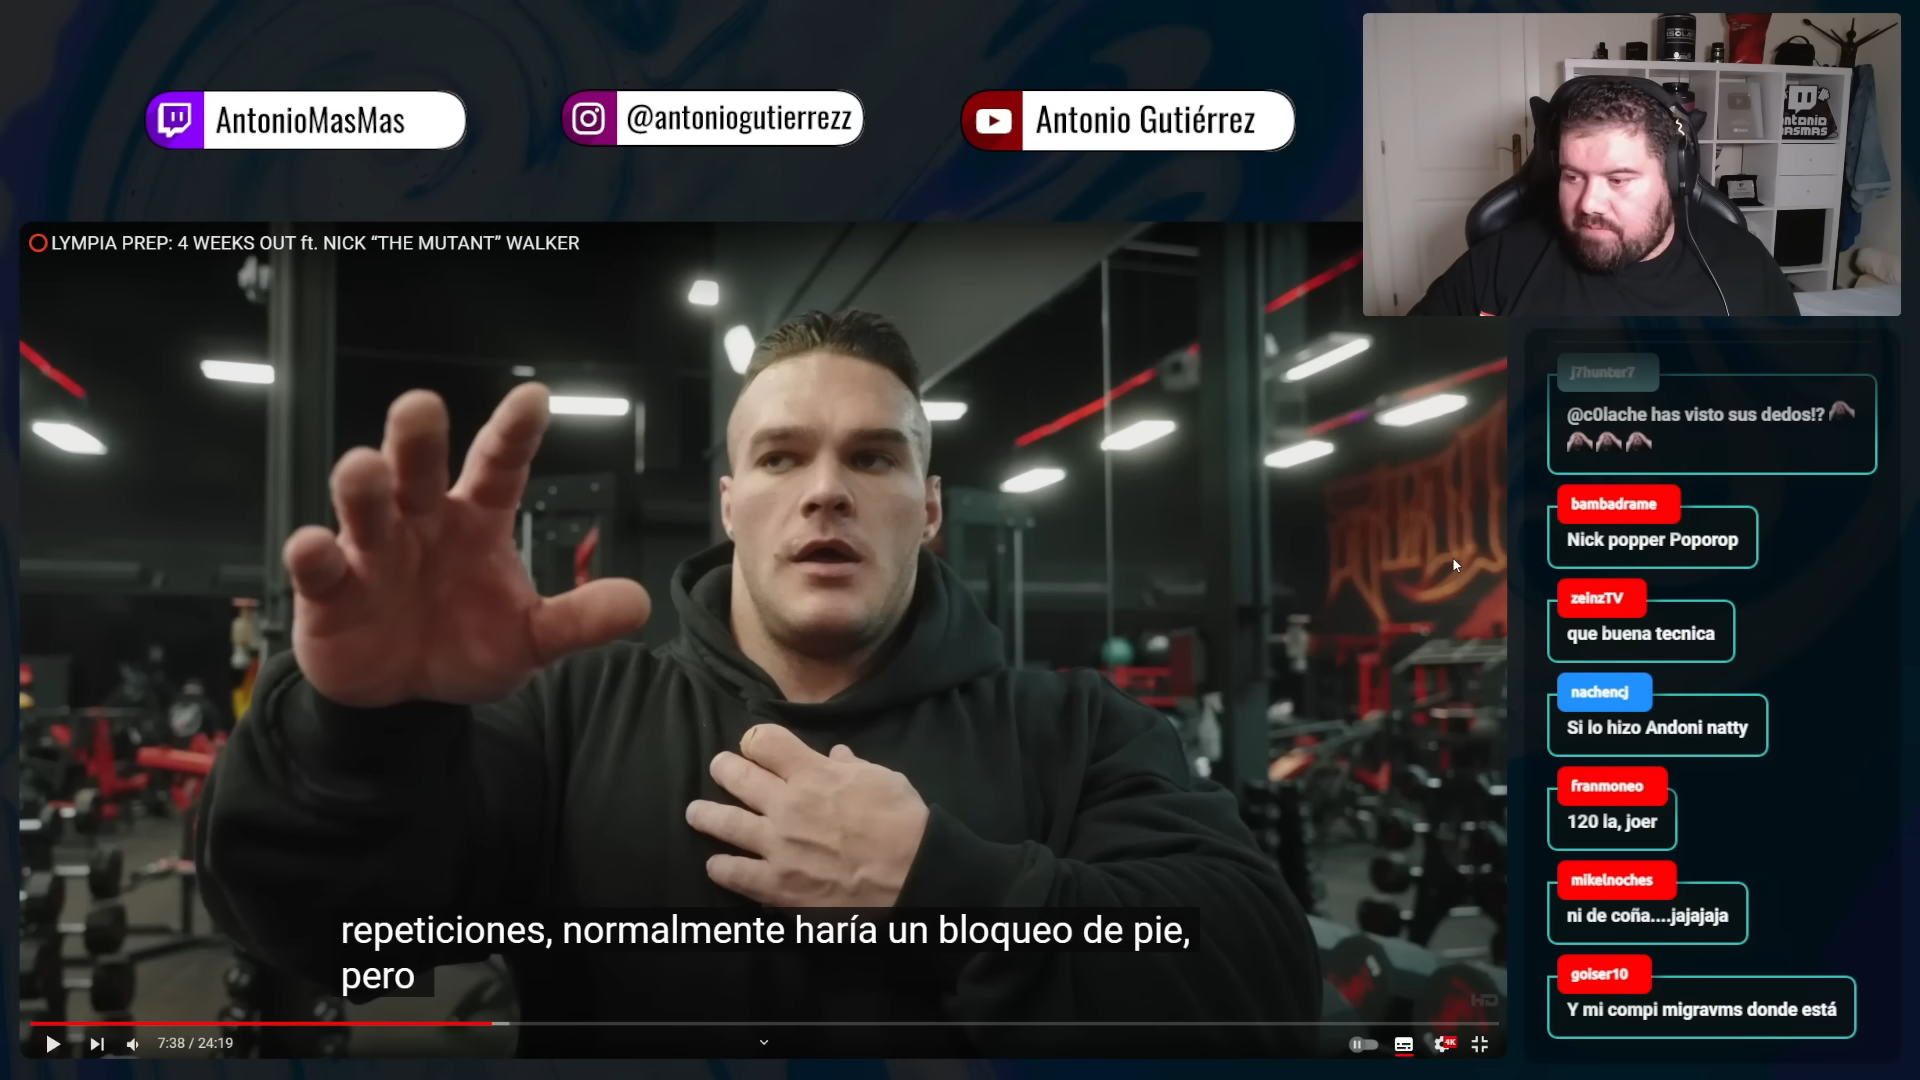 AntonioMasMas
@antoniogutierrezz
Antonio Gutiérrez
LYMPIA PREP: 4 WEEKS OUT ft. NICK “THE MUTANT” WALKER
repeticiones, normalmente haría un bloqueo de pie,
pero
7:38 / 24:19
HD
4K
j7hunter7
@c0lache has visto sus dedos!?
bambadrame
Nick popper Poporop
zeinzTV
que buena tecnica
nachencj
Si lo hizo Andoni natty
franmoneo
120 la, joer
mikelnoches
ni de coña....jajajaja
goiser10
Y mi compi migravms donde está